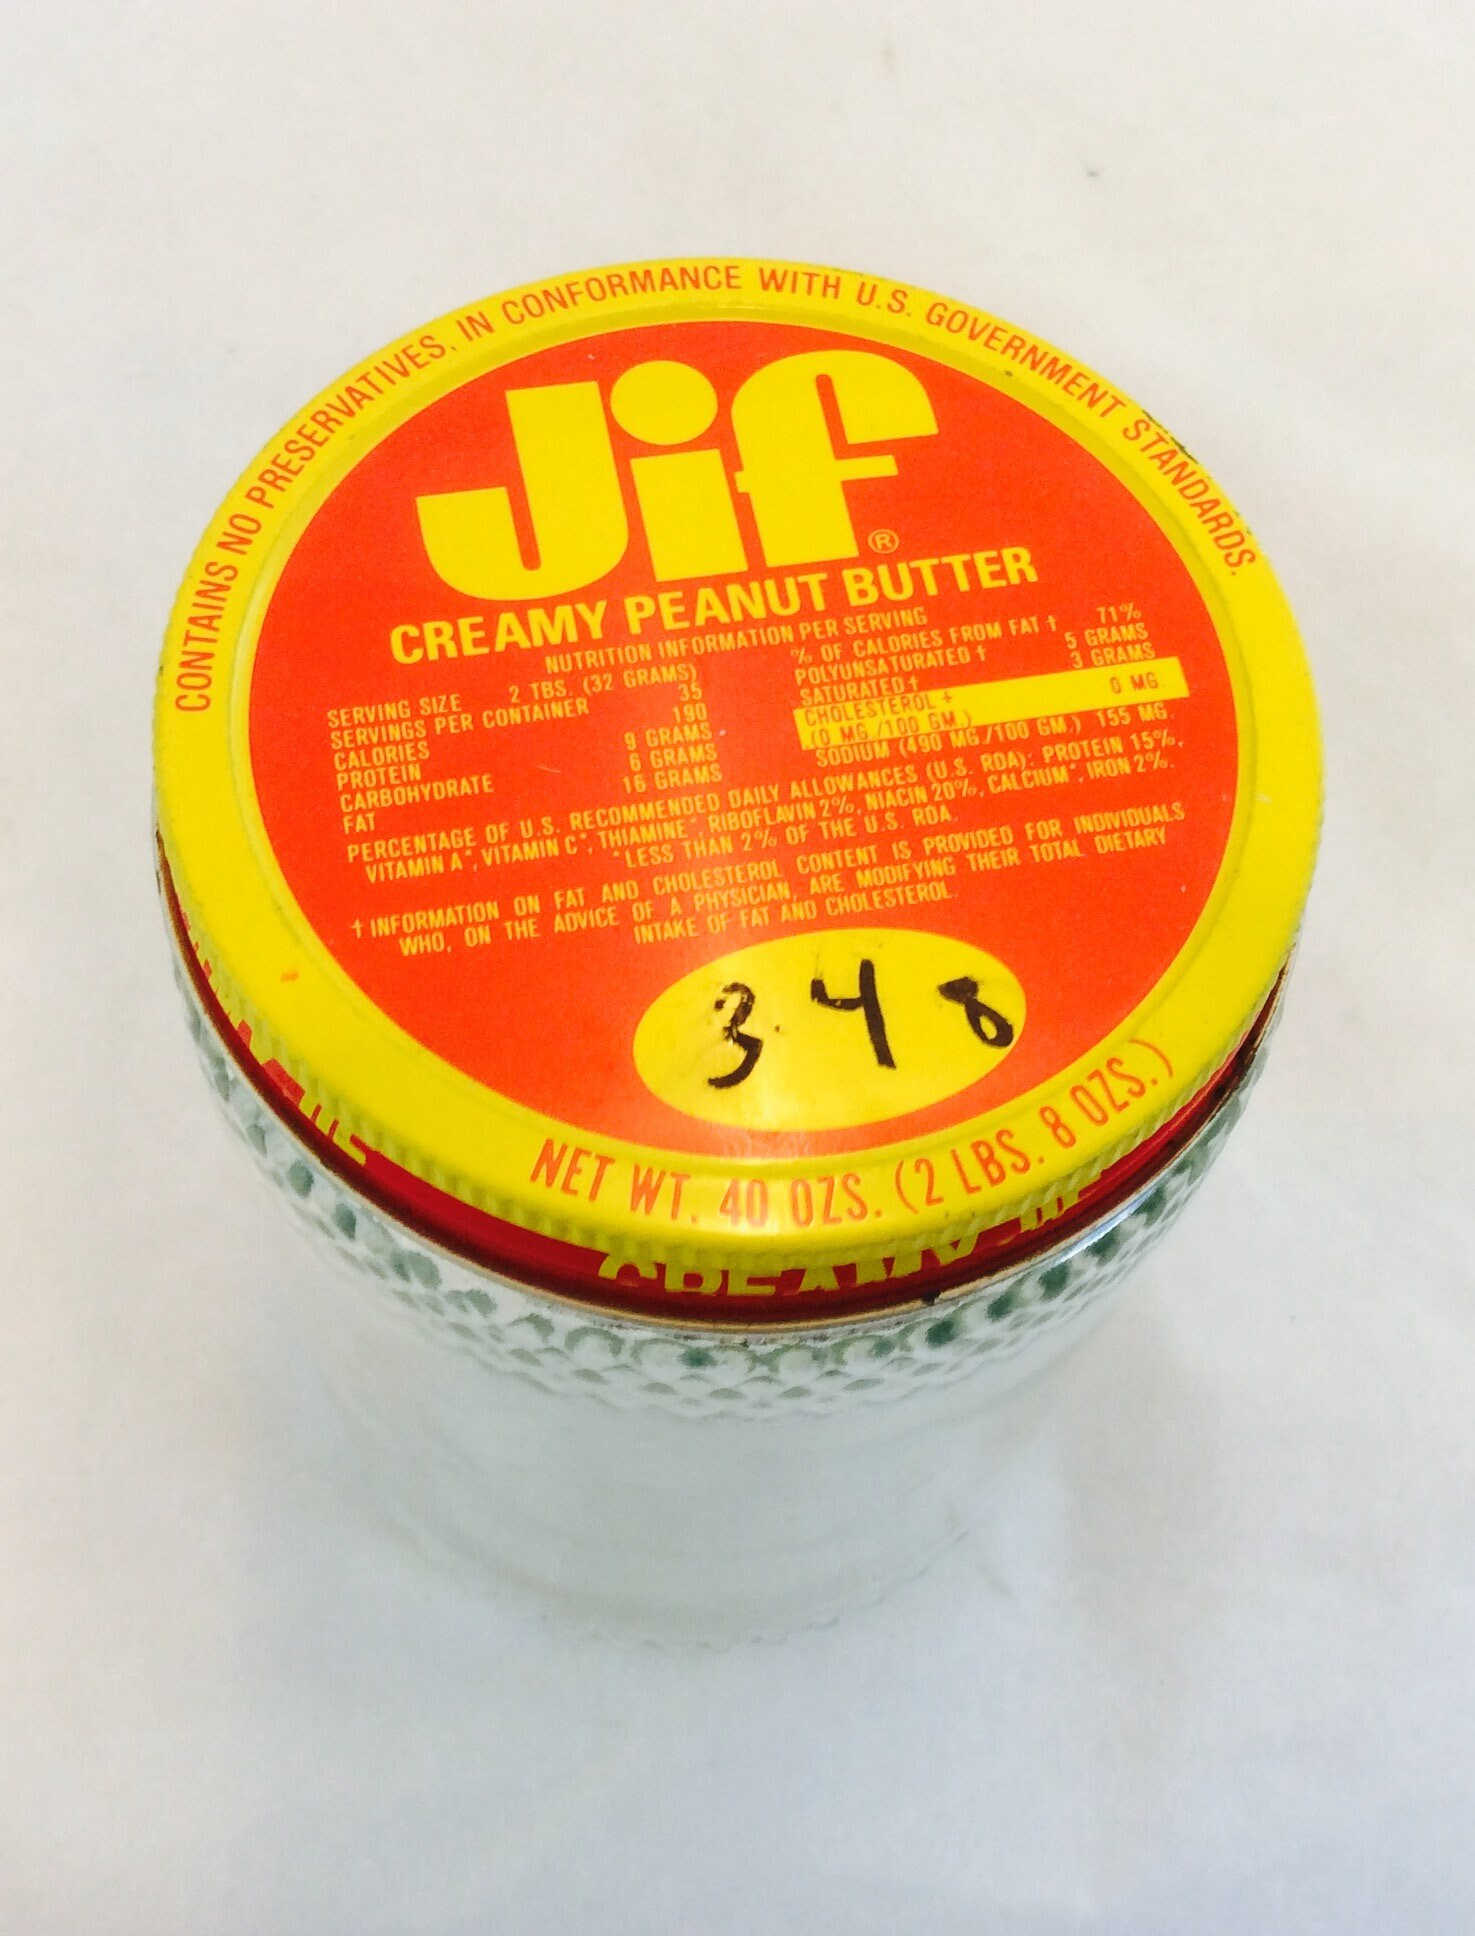 CONTAINS NO PRESERVATIVES, IN CONFORMANCE WITH U.S. GOVERNMENT STANDARDS.
Jif®
CREAMY PEANUT BUTTER
NUTRITION INFORMATION PER SERVING
SERVING SIZE 2 TBS. (32 GRAMS)
SERVINGS PER CONTAINER 35
CALORIES 190
PROTEIN 9 GRAMS
CARBOHYDRATE 6 GRAMS
FAT 16 GRAMS
% OF CALORIES FROM FAT † 71%
POLYUNSATURATED † 5 GRAMS
SATURATED † 3 GRAMS
CHOLESTEROL † 0 MG.
(0 MG./100 GM.)
SODIUM (490 MG./100 GM.) 155 MG.
PERCENTAGE OF U.S. RECOMMENDED DAILY ALLOWANCES (U.S. RDA): PROTEIN 15%,
VITAMIN A*, VITAMIN C*, THIAMINE*, RIBOFLAVIN 2%, NIACIN 20%, CALCIUM*, IRON 2%.
*LESS THAN 2% OF THE U.S. RDA.
† INFORMATION ON FAT AND CHOLESTEROL CONTENT IS PROVIDED FOR INDIVIDUALS
WHO, ON THE ADVICE OF A PHYSICIAN, ARE MODIFYING THEIR TOTAL DIETARY
INTAKE OF FAT AND CHOLESTEROL.
3 4 8
NET WT. 40 OZS. (2 LBS. 8 OZS.)
CREAMY